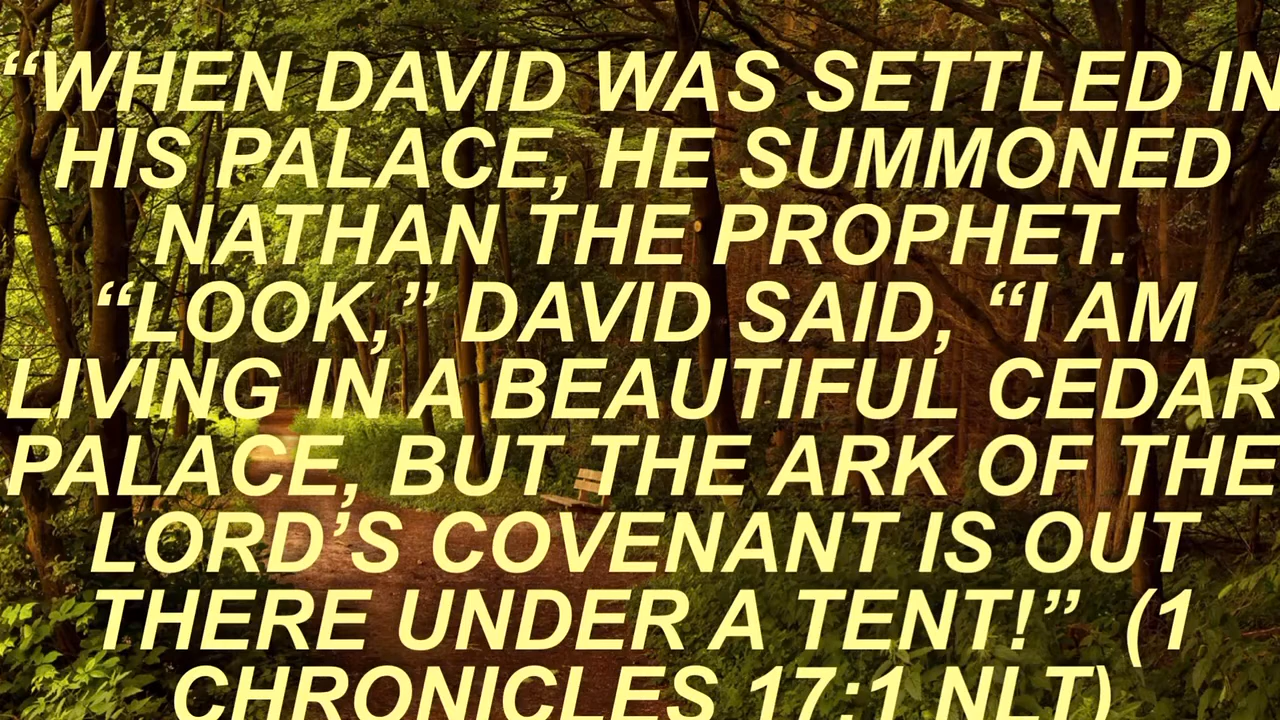 “WHEN DAVID WAS SETTLED IN
HIS PALACE, HE SUMMONED
NATHAN THE PROPHET.
“LOOK,” DAVID SAID, “I AM
LIVING IN A BEAUTIFUL CEDAR
PALACE, BUT THE ARK OF THE
LORD’S COVENANT IS OUT
THERE UNDER A TENT!” (1
CHRONICLES 17:1 NLT)